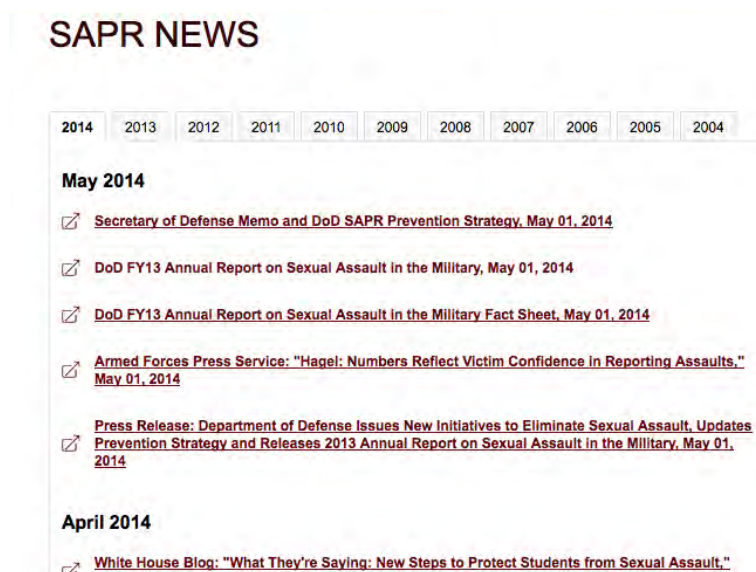 SAPR NEWS
2014 2013 2012 2011 2010 2009 2008 2007 2006 2005 2004
May 2014
Secretary of Defense Memo and DoD SAPR Prevention Strategy, May 01, 2014
DoD FY13 Annual Report on Sexual Assault in the Military, May 01, 2014
DoD FY13 Annual Report on Sexual Assault in the Military Fact Sheet, May 01, 2014
Armed Forces Press Service: "Hagel: Numbers Reflect Victim Confidence in Reporting Assaults,"
May 01, 2014
Press Release: Department of Defense Issues New Initiatives to Eliminate Sexual Assault, Updates
Prevention Strategy and Releases 2013 Annual Report on Sexual Assault in the Military, May 01,
2014
April 2014
White House Blog: "What They're Saying: New Steps to Protect Students from Sexual Assault,"